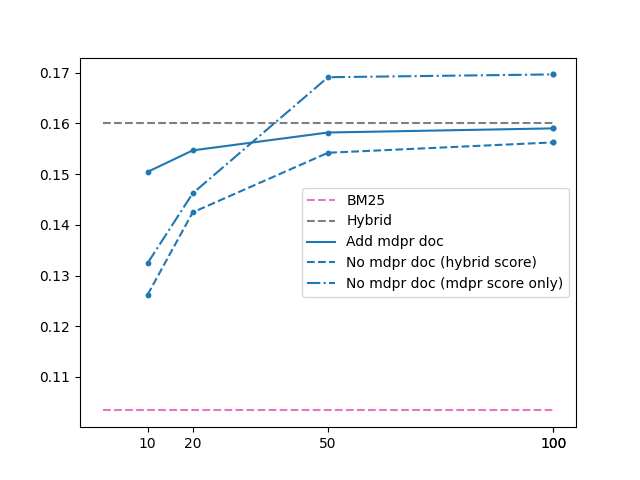 0.17
0.16
0.15
0.14
0.13
0.12
0.11
BM25
Hybrid
Add mdpr doc
No mdpr doc (hybrid score)
No mdpr doc (mdpr score only)
10 20 50 100